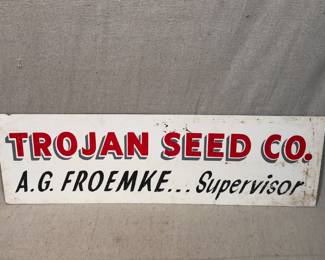 TROJAN SEED CO.
A.G. FROEMKE... Supervisor